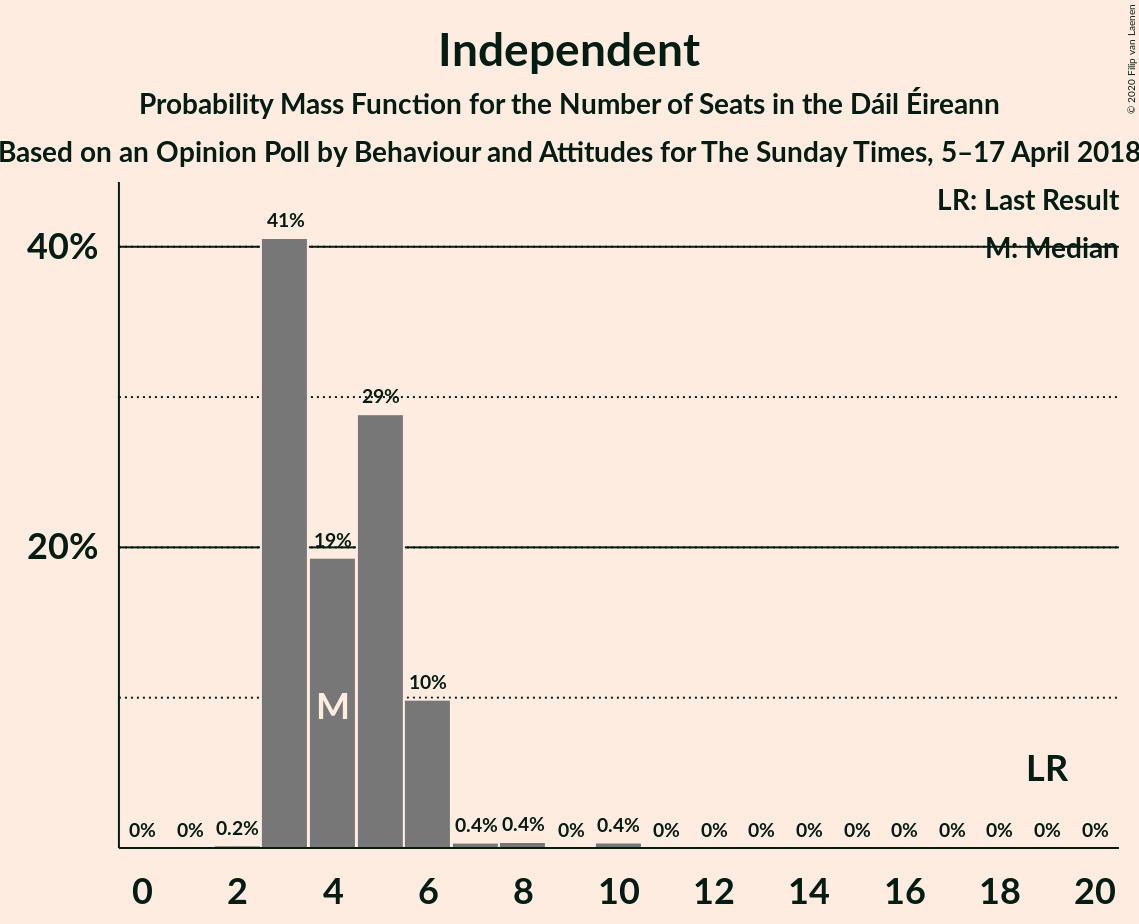 Independent
Probability Mass Function for the Number of Seats in the Dáil Éireann
Based on an Opinion Poll by Behaviour and Attitudes for The Sunday Times, 5–17 April 2018
© 2020 Filip van Laenen
LR: Last Result
M: Median
40%
20%
0% 0% 0.2% 41% 19% 29% 10% 0.4% 0.4% 0% 0.4% 0% 0% 0% 0% 0% 0% 0% 0% 0% 0%
M
LR
0 2 4 6 8 10 12 14 16 18 20